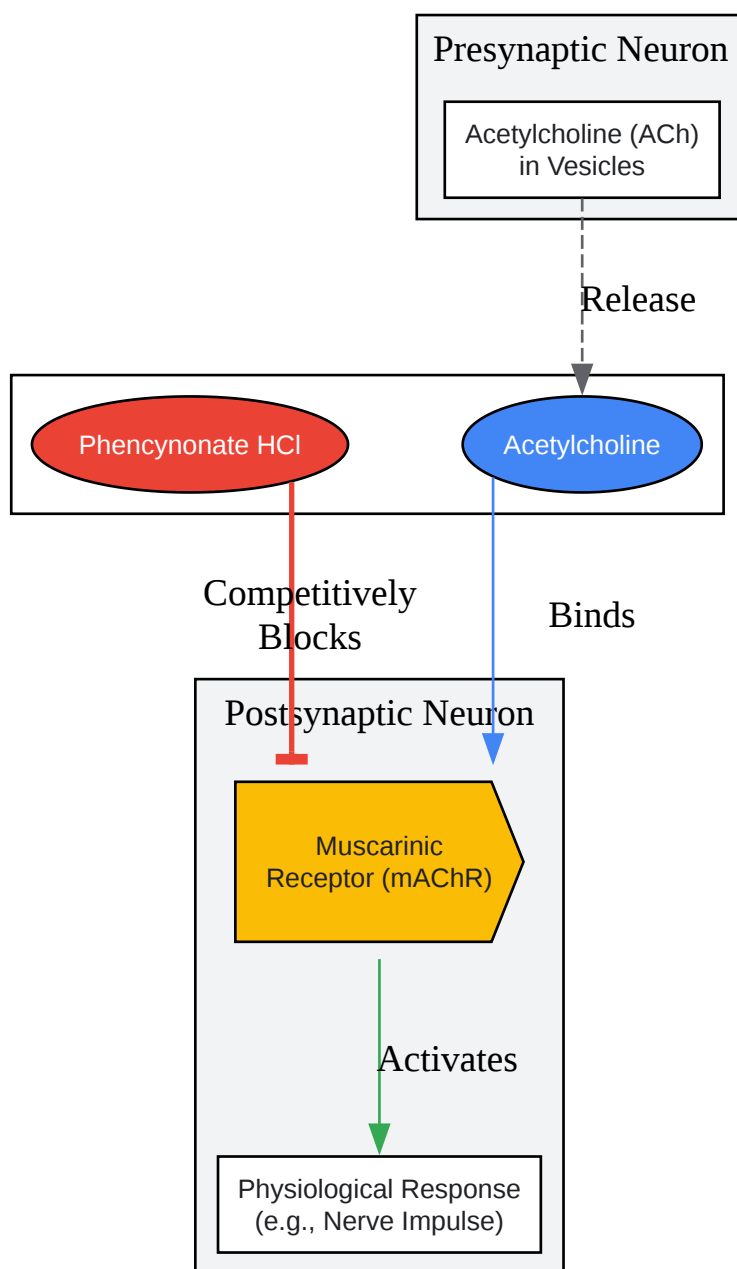 Presynaptic Neuron
Acetylcholine (ACh)
in Vesicles
Release
Phencynonate HCl
Acetylcholine
Competitively
Blocks
Binds
Postsynaptic Neuron
Muscarinic
Receptor (mAChR)
Activates
Physiological Response
(e.g., Nerve Impulse)